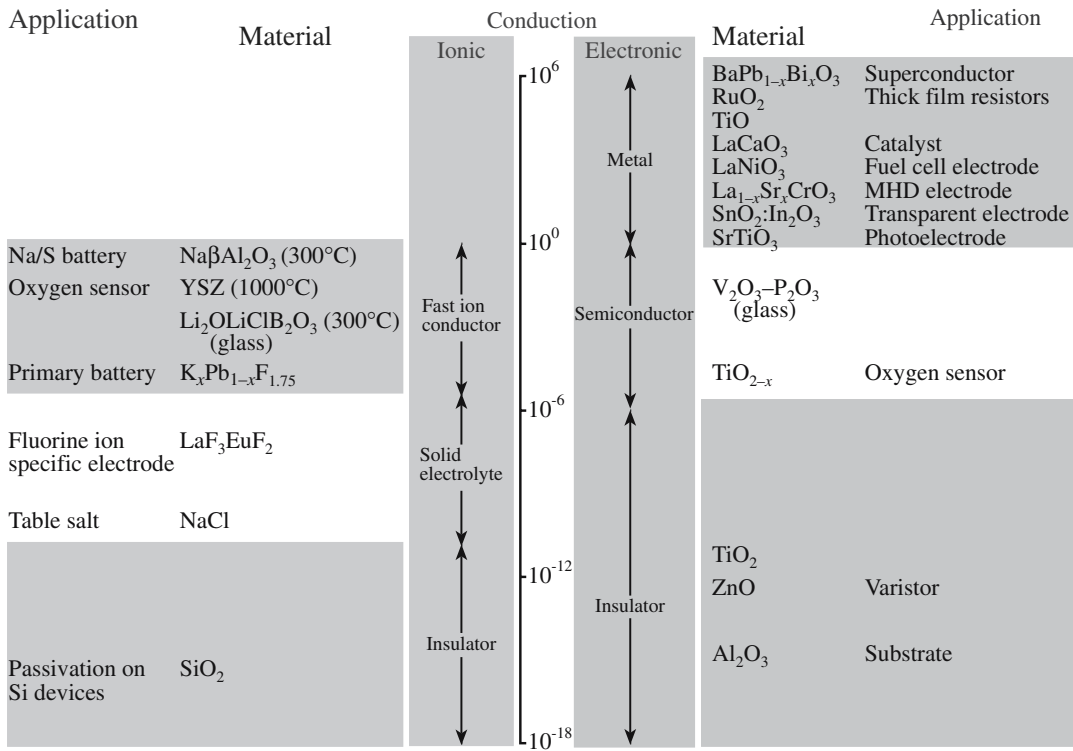 Application
Material
Conduction
Ionic
Electronic
Material
Application
10^6
10^0
10^-6
10^-12
10^-18
Na/S battery NaβAl₂O₃ (300°C)
Oxygen sensor YSZ (1000°C)
Li₂OLiClB₂O₃ (300°C)
(glass)
Primary battery KₓPb₁₋ₓF₁.₇₅
Fluorine ion
specific electrode
LaF₃EuF₂
Table salt NaCl
Passivation on
Si devices
SiO₂
Fast ion
conductor
Solid
electrolyte
Insulator
Metal
Semiconductor
Insulator
BaPb₁₋ₓBiₓO₃ Superconductor
RuO₂ Thick film resistors
TiO
LaCaO₃ Catalyst
LaNiO₃ Fuel cell electrode
La₁₋ₓSrₓCrO₃ MHD electrode
SnO₂:In₂O₃ Transparent electrode
SrTiO₃ Photoelectrode
V₂O₃–P₂O₃
(glass)
TiO₂₋ₓ Oxygen sensor
TiO₂
ZnO Varistor
Al₂O₃ Substrate